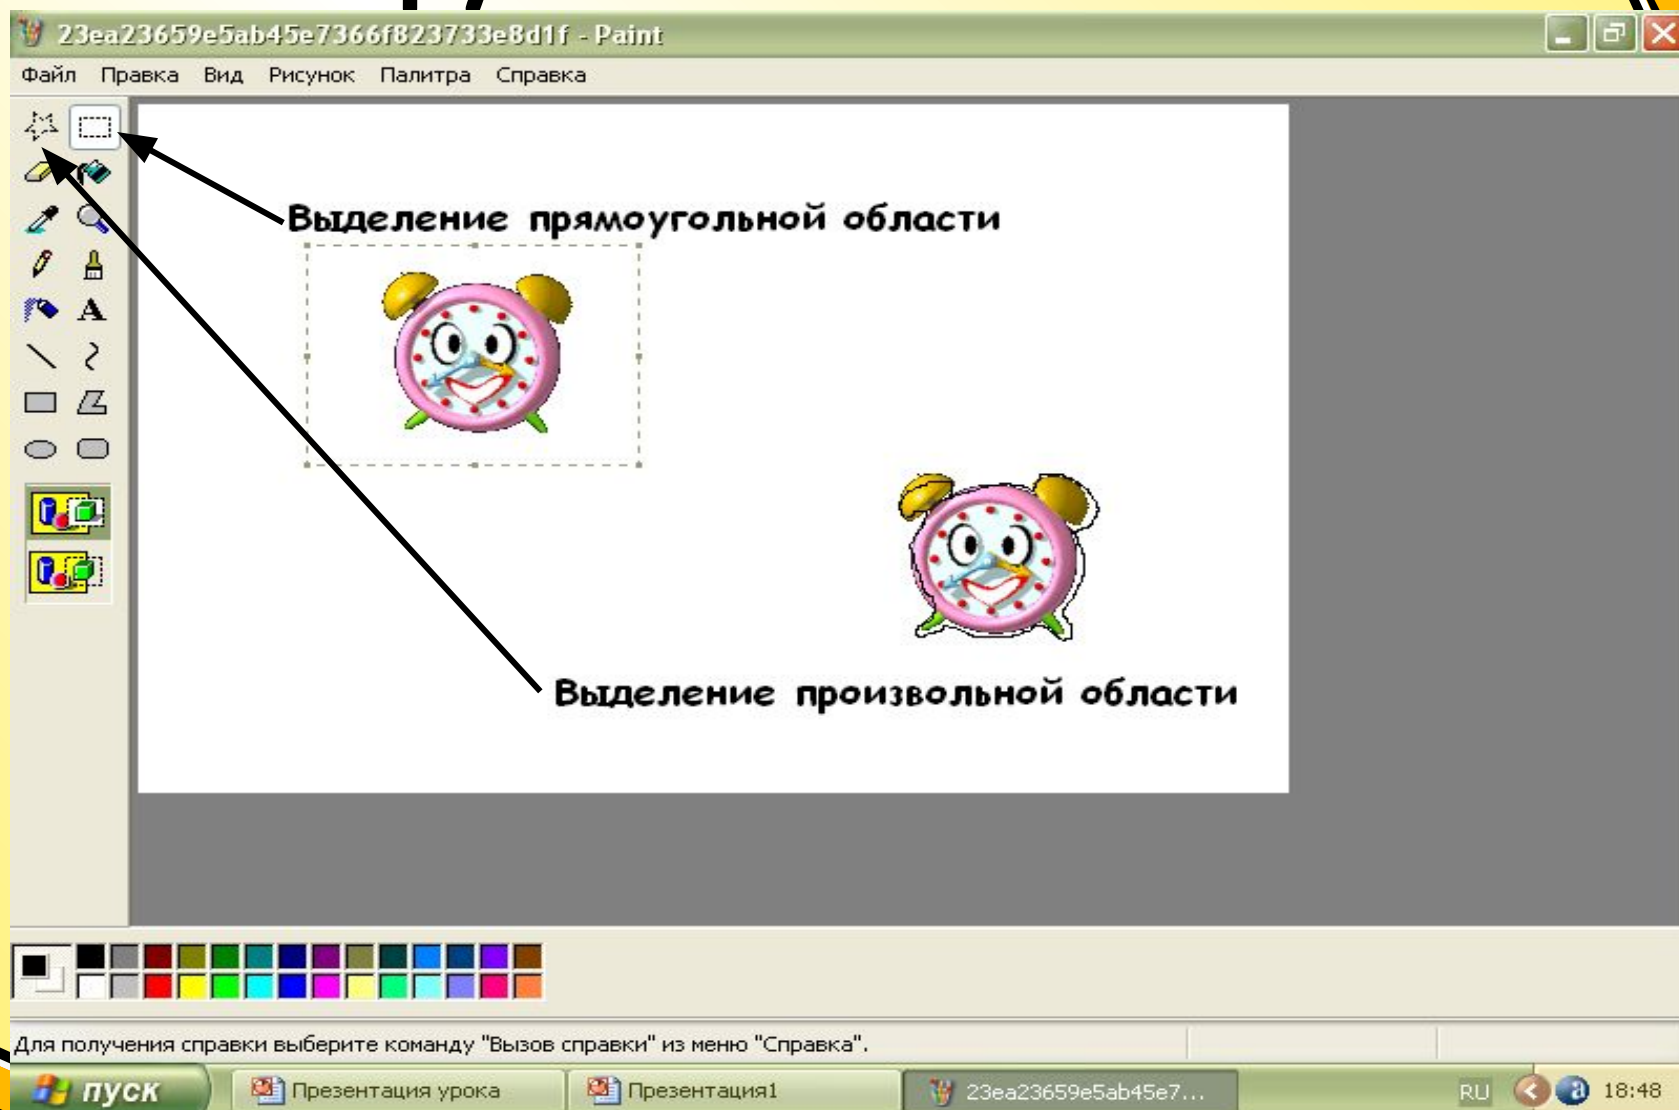 23ea23659e5ab45e7366f823733e8d1f - Paint
Файл Правка Вид Рисунок Палитра Справка
Выделение прямоугольной области
A
Выделение произвольной области
Для получения справки выберите команду "Вызов справки" из меню "Справка".
пуск Презентация урока Презентация1 23ea23659e5ab45e7... RU 18:48